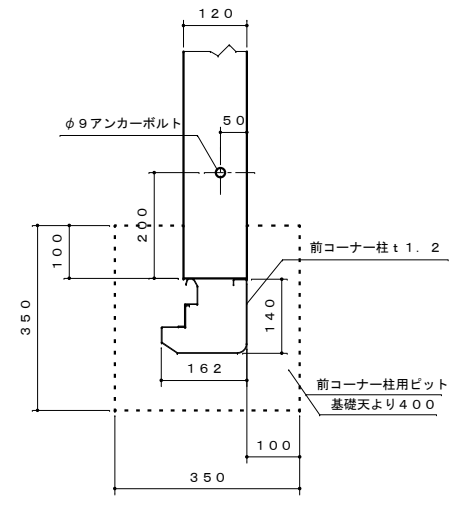 １２０
５０
φ９アンカーボルト
２００
１００
前コーナー柱ｔ１．２
３５０
１４０
１６２
前コーナー柱用ピット
基礎天より４００
１００
３５０